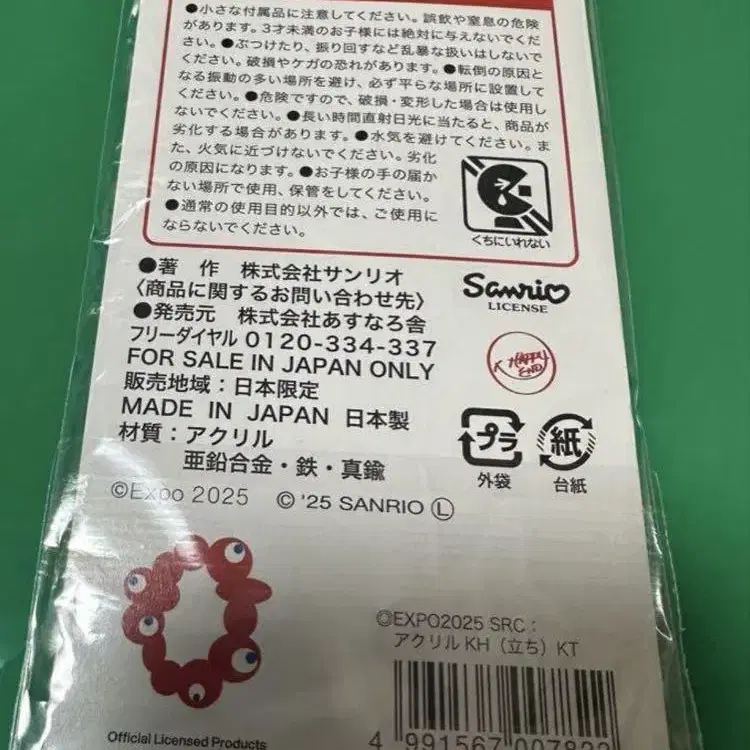 ●小さな付属品に注意してください。誤飲や窒息の危険
があります。3才未満のお子様には絶対に与えないでくだ
さい。●ぶつけたり、振り回すなど乱暴な扱いはしないで
ください。破損やケガの恐れがあります。●転倒の原因と
なる振動の多い場所を避け、必ず平らな場所に設置して
ください。●危険ですので、破損・変形した場合は使用し
ないでください。●長い時間直射日光に当たると、商品が
劣化する場合があります。●水気を避けてください。ま
た、火気に近づけないでください。劣化
の原因になります。●お子様の手の届か
ない場所で使用、保管をしてください。
●通常の使用目的以外では、ご使用に
ならないでください。
くちにいれない
●著 作 株式会社サンリオ
〈商品に関するお問い合わせ先〉
●発売元 株式会社あすなろ舎
フリーダイヤル 0120-334-337
FOR SALE IN JAPAN ONLY
販売地域：日本限定
MADE IN JAPAN 日本製
材質：アクリル
亜鉛合金・鉄・真鍮
©Expo 2025 © '25 SANRIO Ⓛ
Sanrio
LICENSE
HAPPY
END
プラ
外袋
紙
台紙
©EXPO2025 SRC：
アクリルKH（立ち）KT
Official Licensed Products